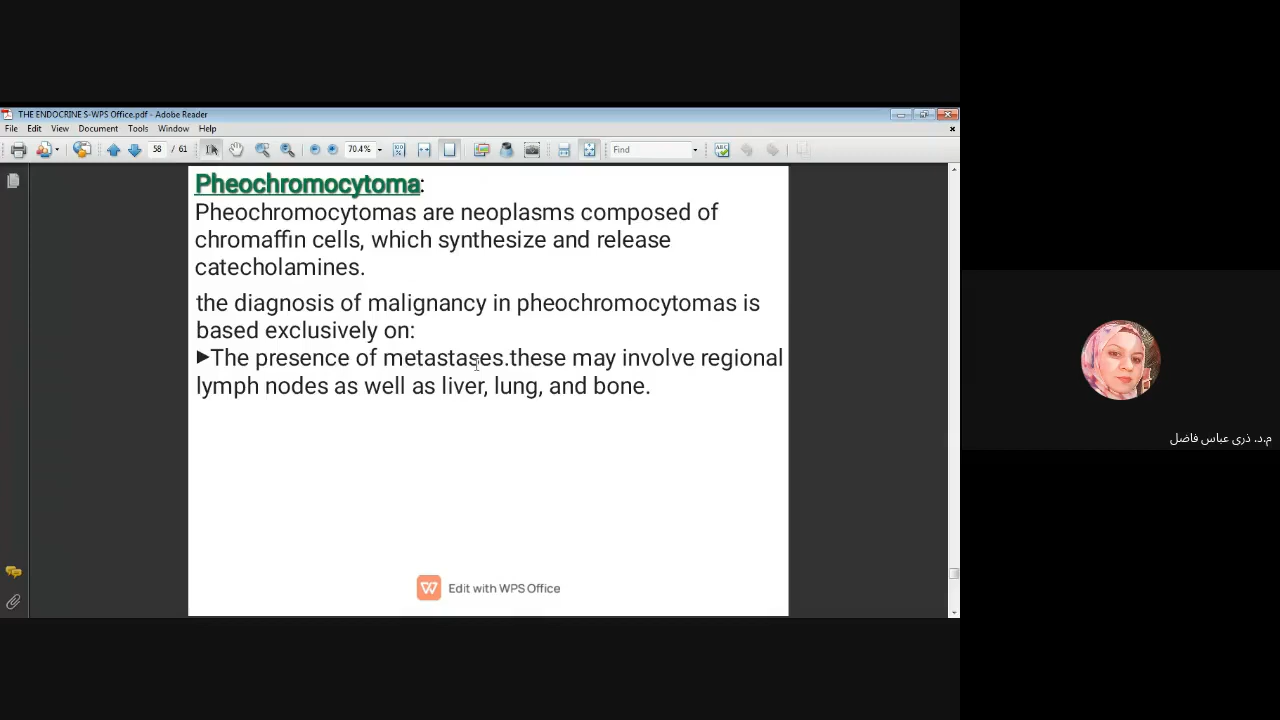 THE ENDOCRINE S-WPS Office.pdf - Adobe Reader
File Edit View Document Tools Window Help
58 / 61 70.4% Find
Pheochromocytoma:
Pheochromocytomas are neoplasms composed of
chromaffin cells, which synthesize and release
catecholamines.
the diagnosis of malignancy in pheochromocytomas is
based exclusively on:
►The presence of metastases.these may involve regional
lymph nodes as well as liver, lung, and bone.
Edit with WPS Office
م.د. ذرى عباس فاضل